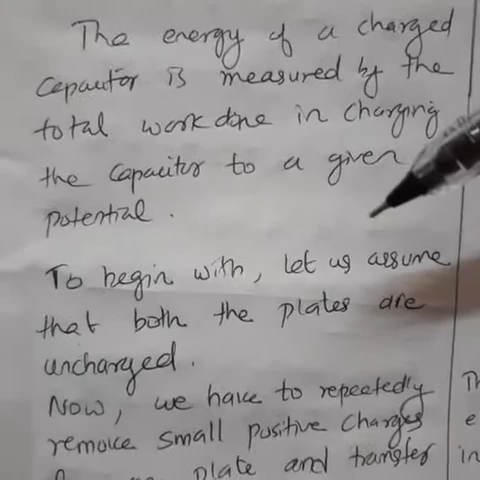 The energy of a charged
capacitor is measured by the
total work done in charging
the capacitor to a given
potential.
To begin with, let us assume
that both the plates are
uncharged.
Now, we have to repeatedly
remove small positive charges
plate and transfer
Th
e
in